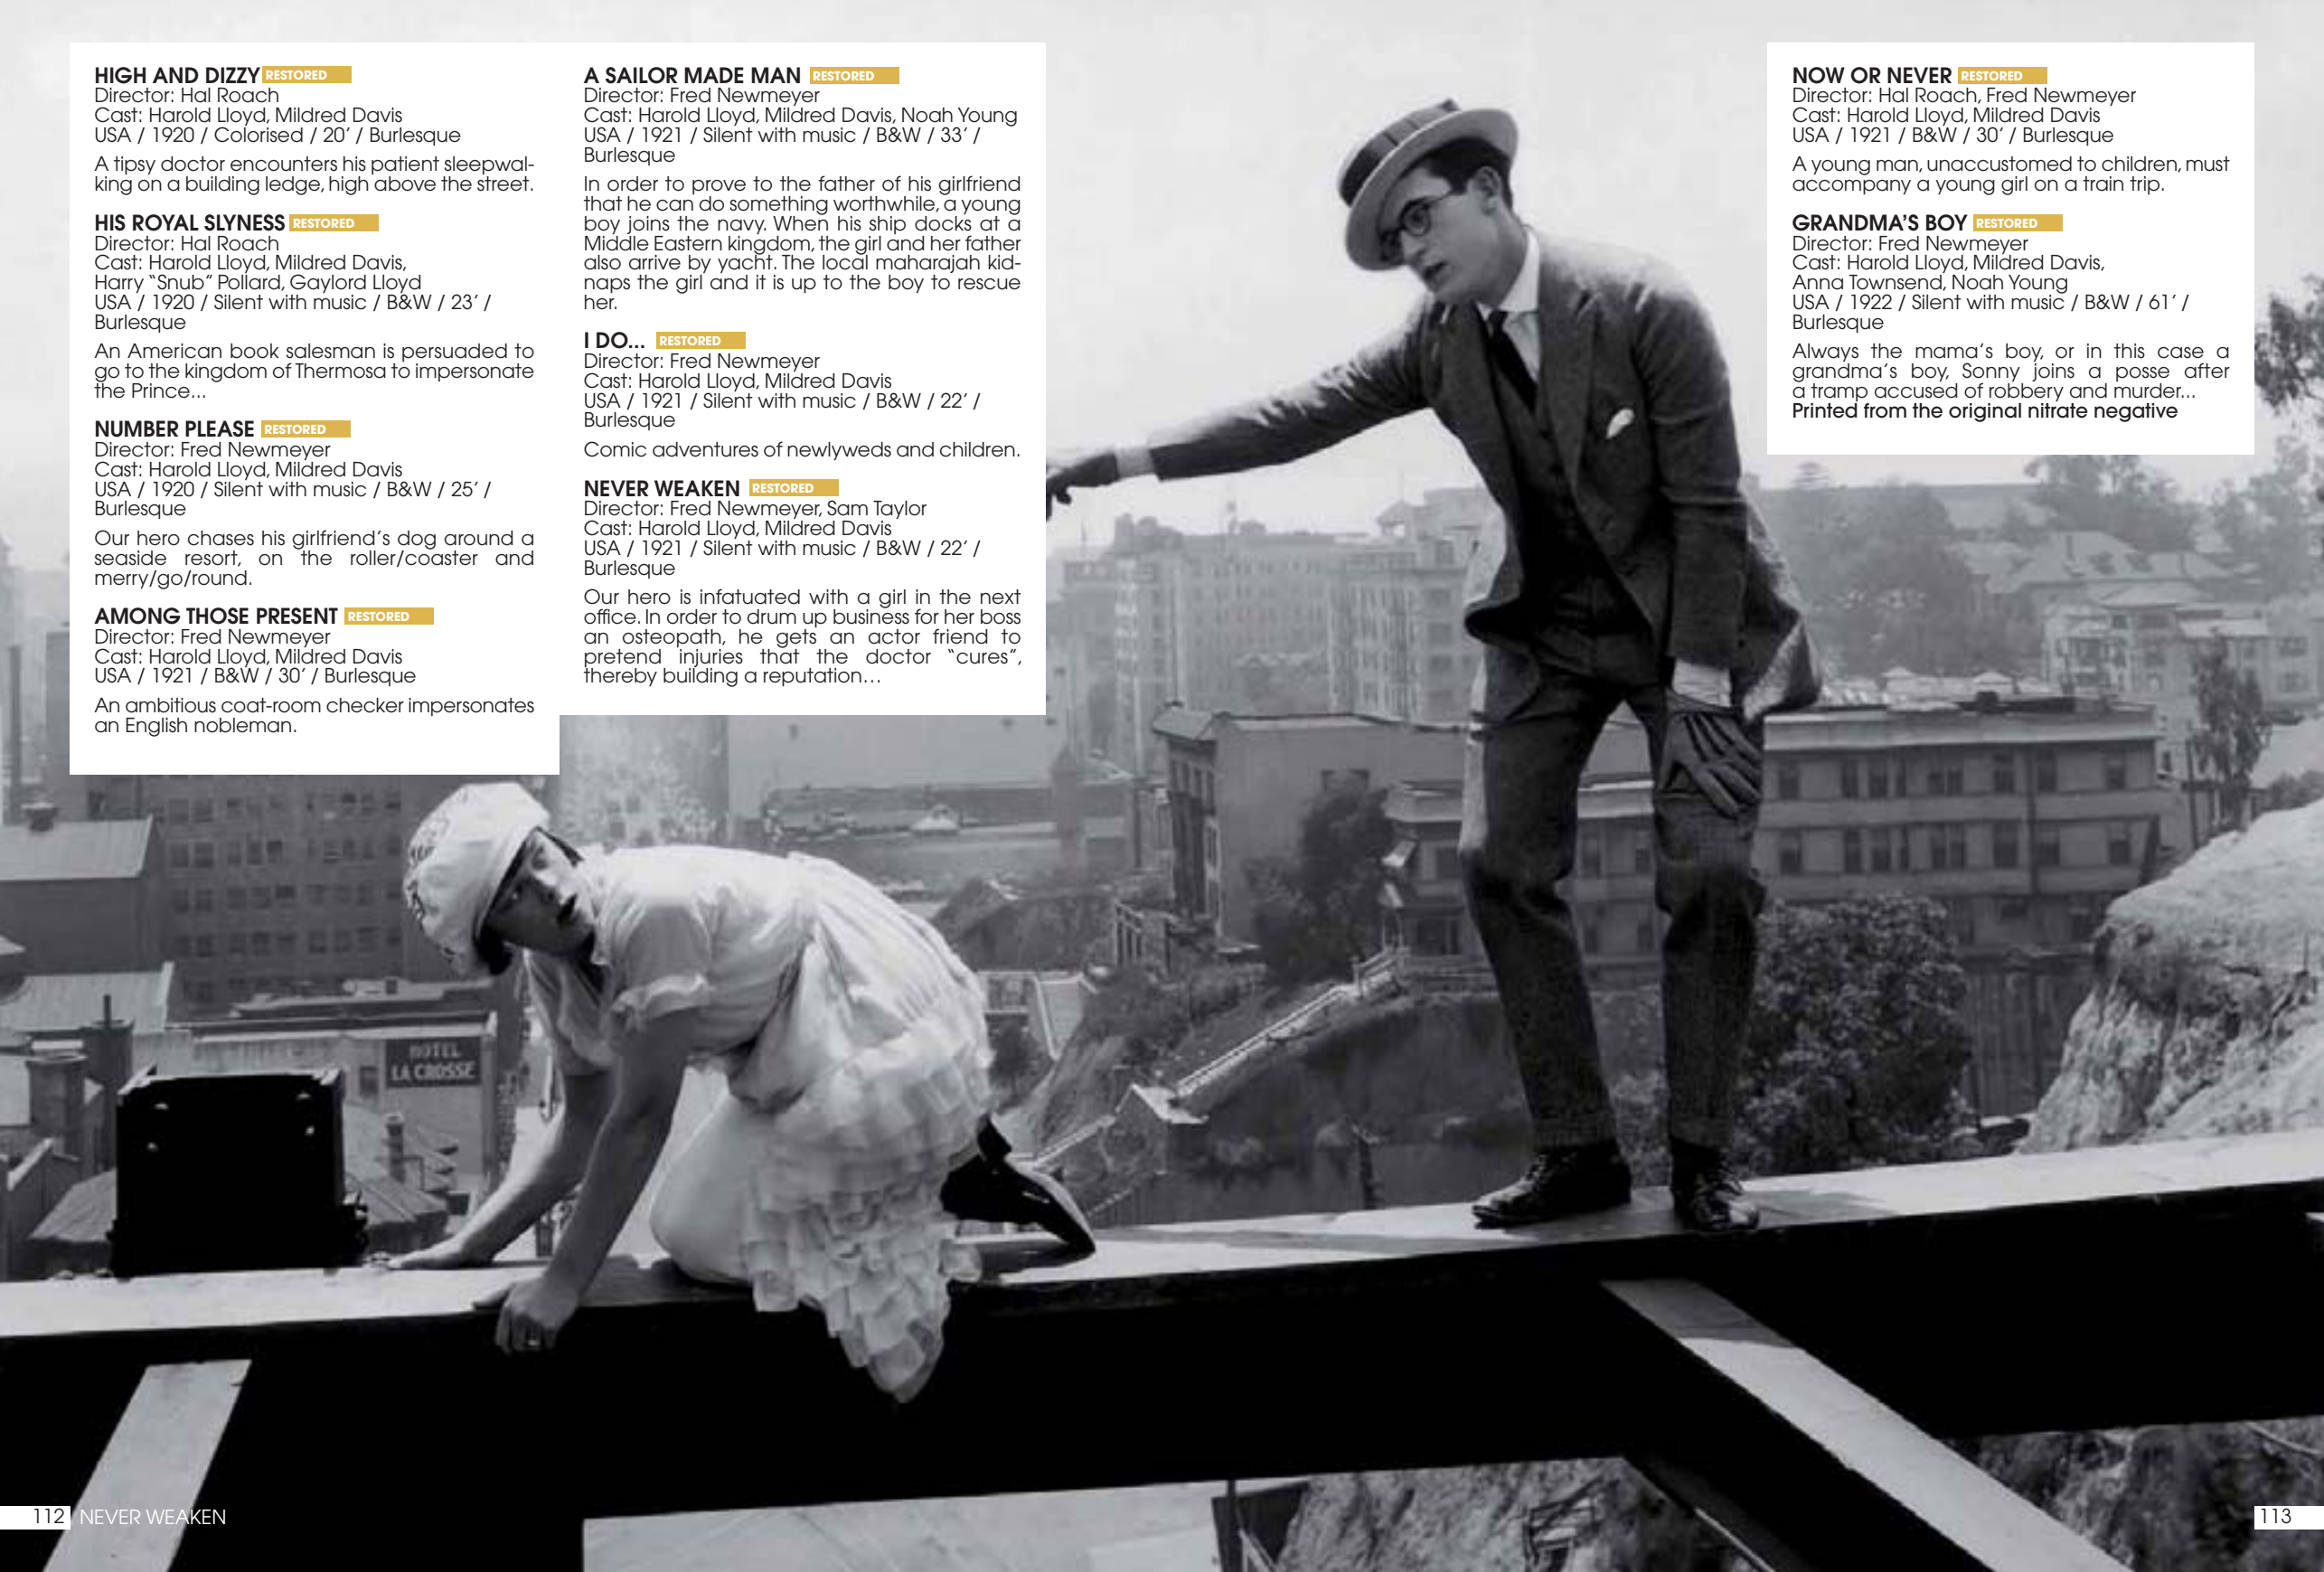 HIGH AND DIZZY RESTORED
Director: Hal Roach
Cast: Harold Lloyd, Mildred Davis
USA / 1920 / Colorised / 20’ / Burlesque
A tipsy doctor encounters his patient sleepwal-
king on a building ledge, high above the street.
HIS ROYAL SLYNESS RESTORED
Director: Hal Roach
Cast: Harold Lloyd, Mildred Davis,
Harry “Snub” Pollard, Gaylord Lloyd
USA / 1920 / Silent with music / B&W / 23’ /
Burlesque
An American book salesman is persuaded to
go to the kingdom of Thermosa to impersonate
the Prince...
NUMBER PLEASE RESTORED
Director: Fred Newmeyer
Cast: Harold Lloyd, Mildred Davis
USA / 1920 / Silent with music / B&W / 25’ /
Burlesque
Our hero chases his girlfriend’s dog around a
seaside resort, on the roller/coaster and
merry/go/round.
AMONG THOSE PRESENT RESTORED
Director: Fred Newmeyer
Cast: Harold Lloyd, Mildred Davis
USA / 1921 / B&W / 30’ / Burlesque
An ambitious coat-room checker impersonates
an English nobleman.
A SAILOR MADE MAN RESTORED
Director: Fred Newmeyer
Cast: Harold Lloyd, Mildred Davis, Noah Young
USA / 1921 / Silent with music / B&W / 33’ /
Burlesque
In order to prove to the father of his girlfriend
that he can do something worthwhile, a young
boy joins the navy. When his ship docks at a
Middle Eastern kingdom, the girl and her father
also arrive by yacht. The local maharajah kid-
naps the girl and it is up to the boy to rescue
her.
I DO... RESTORED
Director: Fred Newmeyer
Cast: Harold Lloyd, Mildred Davis
USA / 1921 / Silent with music / B&W / 22’ /
Burlesque
Comic adventures of newlyweds and children.
NEVER WEAKEN RESTORED
Director: Fred Newmeyer, Sam Taylor
Cast: Harold Lloyd, Mildred Davis
USA / 1921 / Silent with music / B&W / 22’ /
Burlesque
Our hero is infatuated with a girl in the next
office. In order to drum up business for her boss
an osteopath, he gets an actor friend to
pretend injuries that the doctor “cures”,
thereby building a reputation…
NOW OR NEVER RESTORED
Director: Hal Roach, Fred Newmeyer
Cast: Harold Lloyd, Mildred Davis
USA / 1921 / B&W / 30’ / Burlesque
A young man, unaccustomed to children, must
accompany a young girl on a train trip.
GRANDMA’S BOY RESTORED
Director: Fred Newmeyer
Cast: Harold Lloyd, Mildred Davis,
Anna Townsend, Noah Young
USA / 1922 / Silent with music / B&W / 61’ /
Burlesque
Always the mama’s boy, or in this case a
grandma’s boy, Sonny joins a posse after
a tramp accused of robbery and murder...
Printed from the original nitrate negative
HOTEL
LA CROSSE
112 NEVER WEAKEN
113